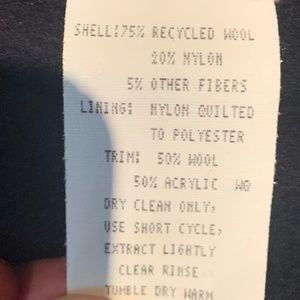 SHELL:75% RECYCLED WOOL
20% NYLON
5% OTHER FIBERS
LINING: NYLON QUILTED
TO POLYESTER
TRIM: 50% WOOL
50% ACRYLIC WO
DRY CLEAN ONLY,
USE SHORT CYCLE,
EXTRACT LIGHTLY
CLEAR RINSE
TUMBLE DRY WARM